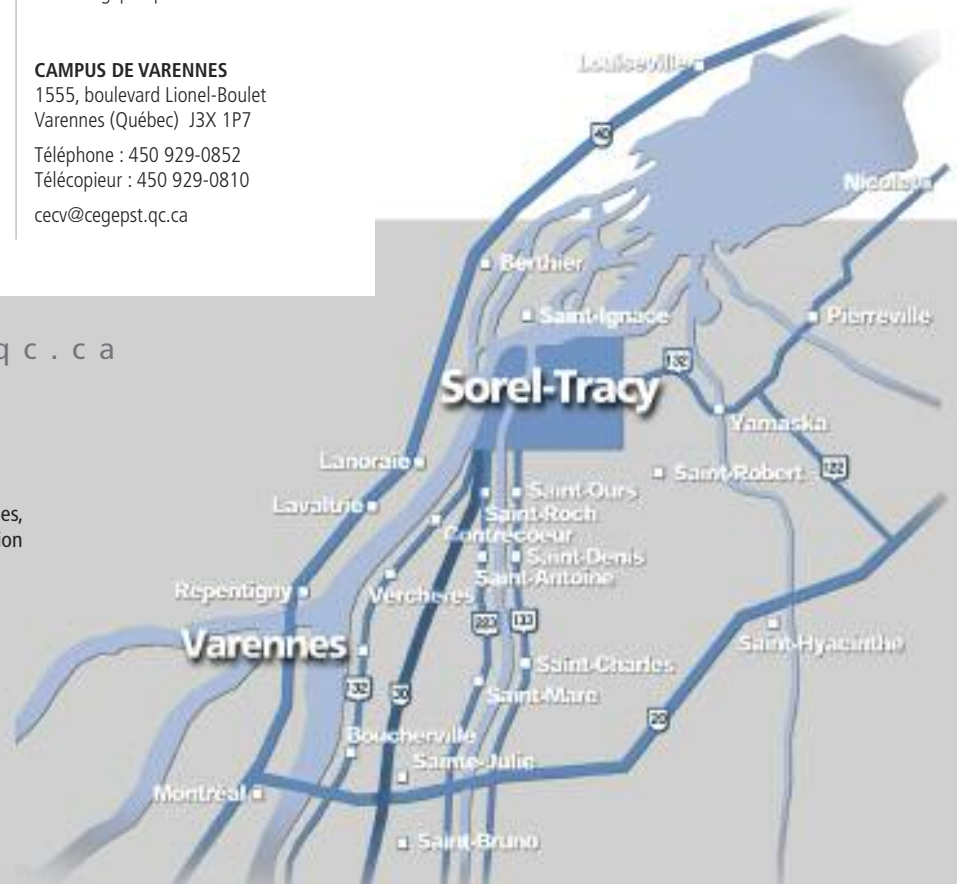 CAMPUS DE VARENNES
1555, boulevard Lionel-Boulet
Varennes (Québec) J3X 1P7
Téléphone : 450 929-0852
Télécopieur : 450 929-0810
cecv@cegepst.qc.ca
qc.ca
es,
ion
Louiseville
40
Nicolet
Berthier
Saint-Ignace
Pierreville
132
Sorel-Tracy
Yamaska
Lanoraie
Saint-Robert
122
Lavaltrie
Saint-Ours
Saint-Roch
Contrecoeur
Saint-Denis
Saint-Antoine
Repentigny
Verchères
223
133
Varennes
Saint-Hyacinthe
Saint-Charles
132
30
Saint-Marc
20
Boucherville
Sainte-Julie
Montréal
Saint-Bruno